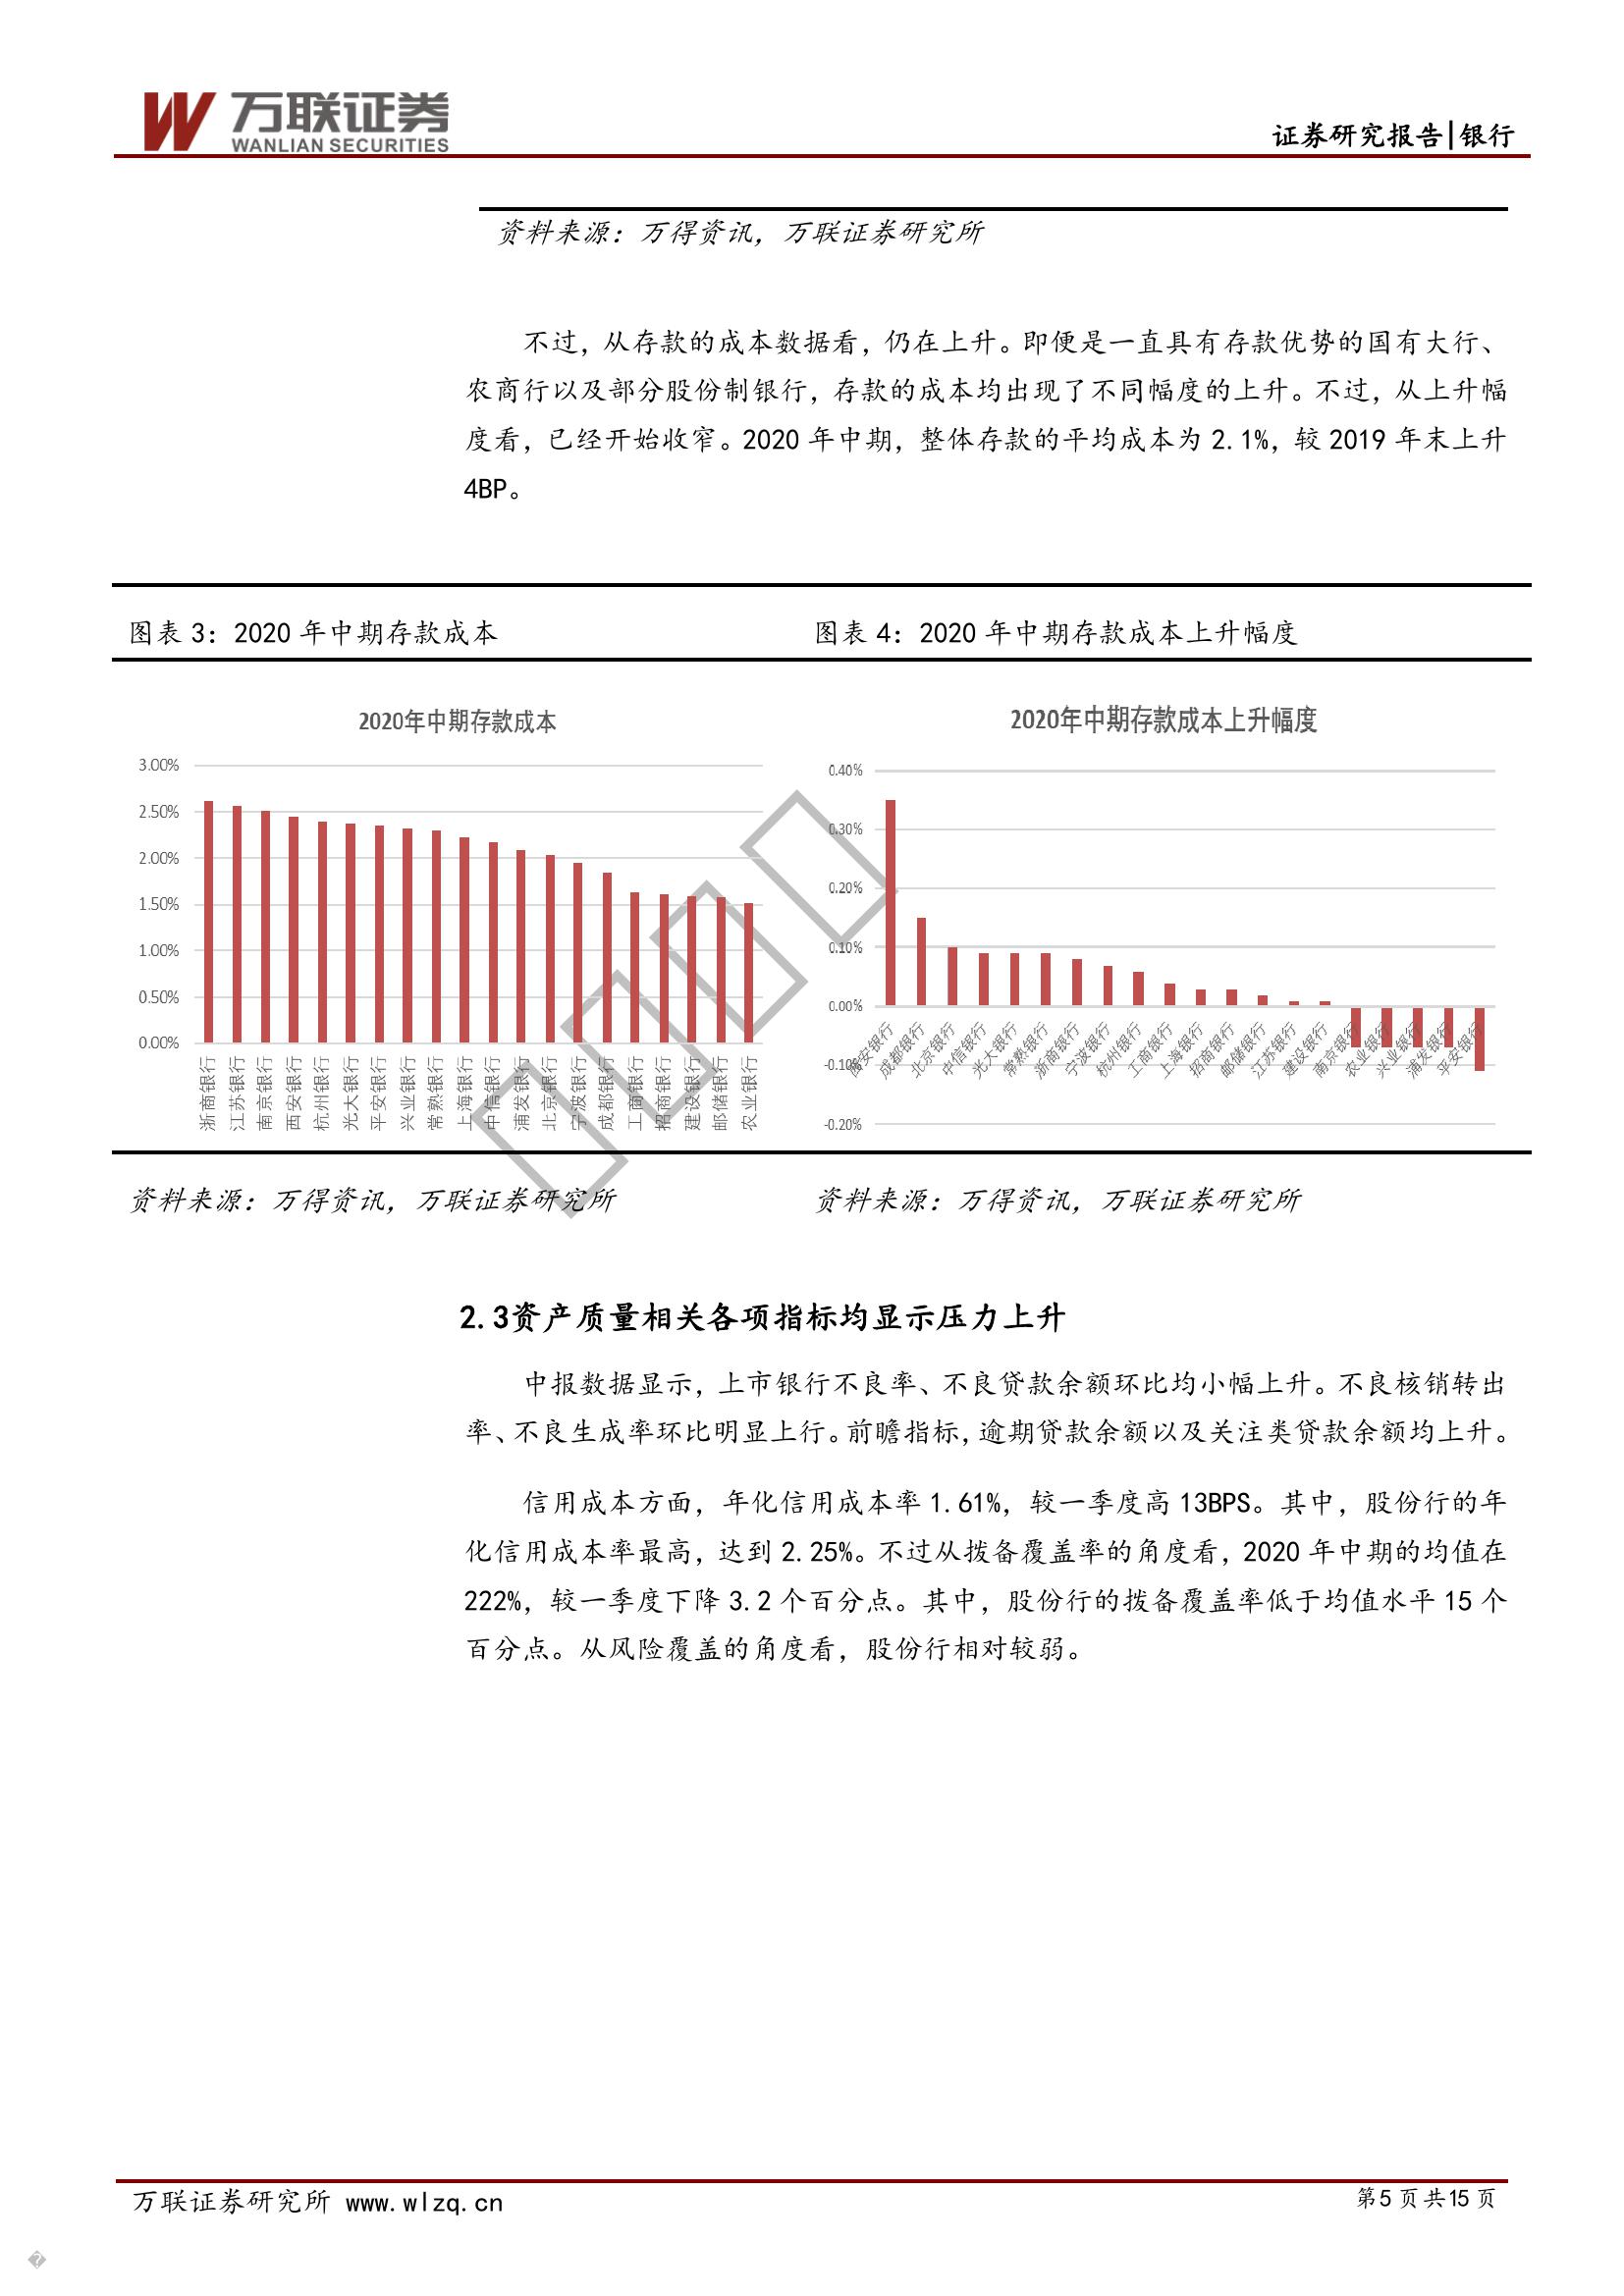 万联证券
WANLIAN SECURITIES
证券研究报告|银行
资料来源：万得资讯，万联证券研究所
不过，从存款的成本数据看，仍在上升。即便是一直具有存款优势的国有大行、
农商行以及部分股份制银行，存款的成本均出现了不同幅度的上升。不过，从上升幅
度看，已经开始收窄。2020 年中期，整体存款的平均成本为 2.1%，较 2019 年末上升
4BP。
图表 3：2020 年中期存款成本
图表 4：2020 年中期存款成本上升幅度
2020年中期存款成本
3.00%
2.50%
2.00%
1.50%
1.00%
0.50%
0.00%
浙商银行
江苏银行
南京银行
西安银行
杭州银行
光大银行
平安银行
兴业银行
常熟银行
上海银行
中信银行
浦发银行
北京银行
宁波银行
成都银行
工商银行
招商银行
建设银行
邮储银行
农业银行
2020年中期存款成本上升幅度
0.40%
0.30%
0.20%
0.10%
0.00%
-0.10%
-0.20%
西安银行
成都银行
北京银行
中信银行
光大银行
常熟银行
浙商银行
宁波银行
杭州银行
工商银行
上海银行
招商银行
邮储银行
江苏银行
建设银行
南京银行
农业银行
兴业银行
浦发银行
平安银行
资料来源：万得资讯，万联证券研究所
资料来源：万得资讯，万联证券研究所
2.3资产质量相关各项指标均显示压力上升
中报数据显示，上市银行不良率、不良贷款余额环比均小幅上升。不良核销转出
率、不良生成率环比明显上行。前瞻指标，逾期贷款余额以及关注类贷款余额均上升。
信用成本方面，年化信用成本率 1.61%，较一季度高 13BPS。其中，股份行的年
化信用成本率最高，达到 2.25%。不过从拨备覆盖率的角度看，2020 年中期的均值在
222%，较一季度下降 3.2 个百分点。其中，股份行的拨备覆盖率低于均值水平 15 个
百分点。从风险覆盖的角度看，股份行相对较弱。
万联证券研究所 www.wlzq.cn
第5 页 共15 页